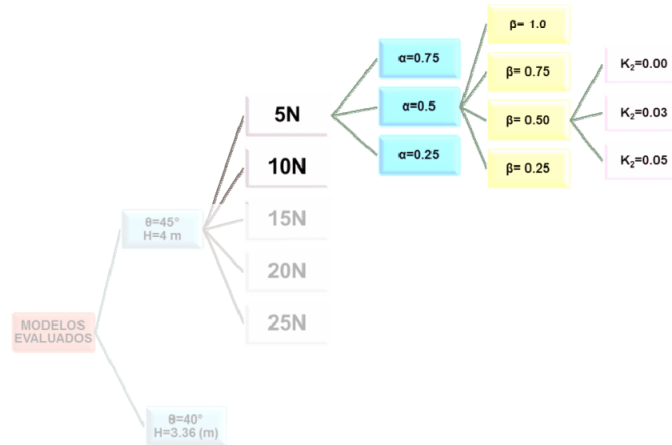 β= 1.0
α=0.75
β= 0.75
K₂=0.00
5N
α=0.5
β= 0.50
K₂=0.03
10N
α=0.25
β= 0.25
K₂=0.05
θ=45°
H=4 m
15N
20N
25N
MODELOS
EVALUADOS
θ=40°
H=3.36 (m)